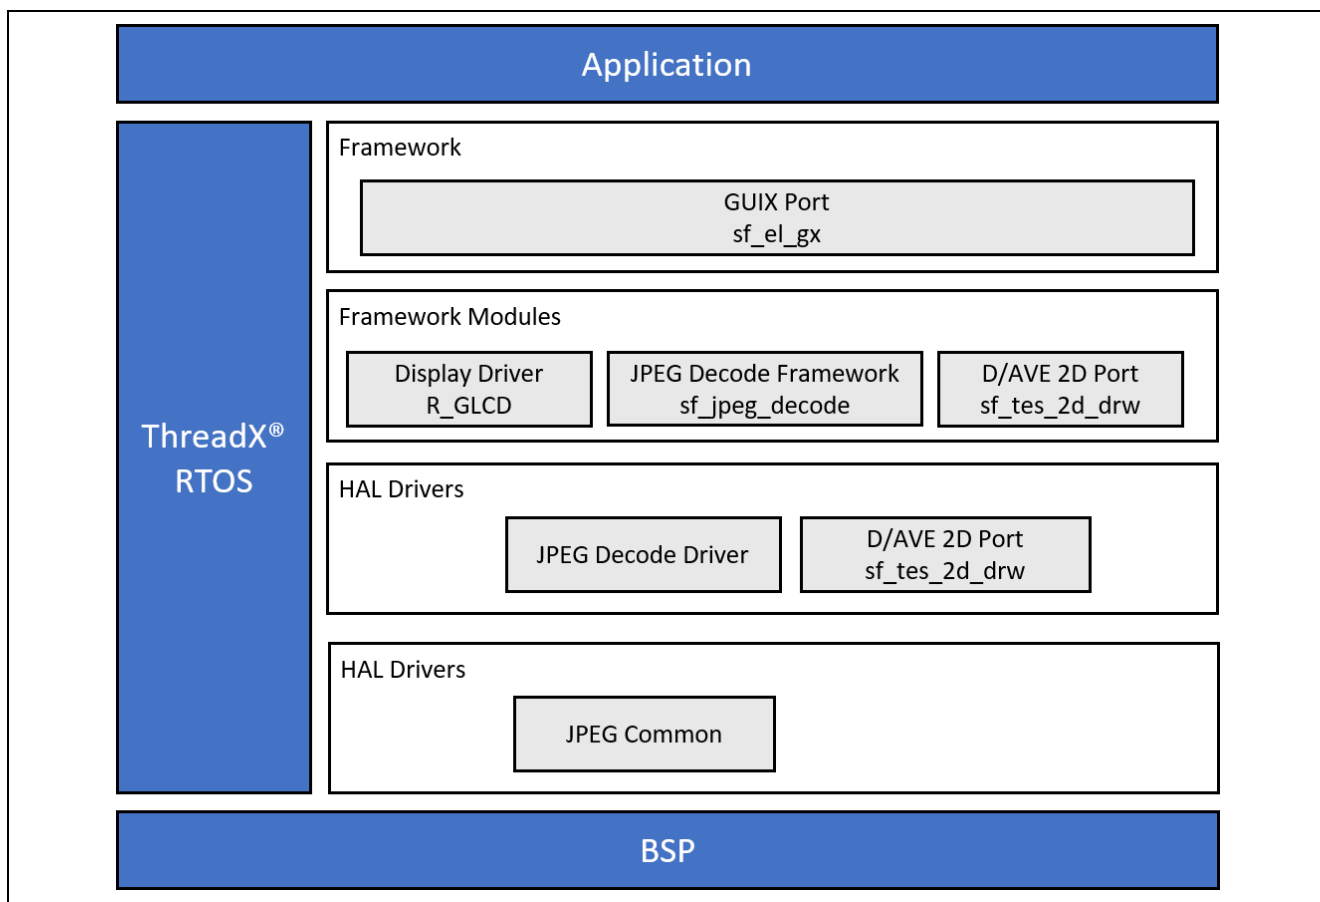 Application
ThreadX®
RTOS
Framework
GUIX Port
sf_el_gx
Framework Modules
Display Driver
R_GLCD
JPEG Decode Framework
sf_jpeg_decode
D/AVE 2D Port
sf_tes_2d_drw
HAL Drivers
JPEG Decode Driver
D/AVE 2D Port
sf_tes_2d_drw
HAL Drivers
JPEG Common
BSP